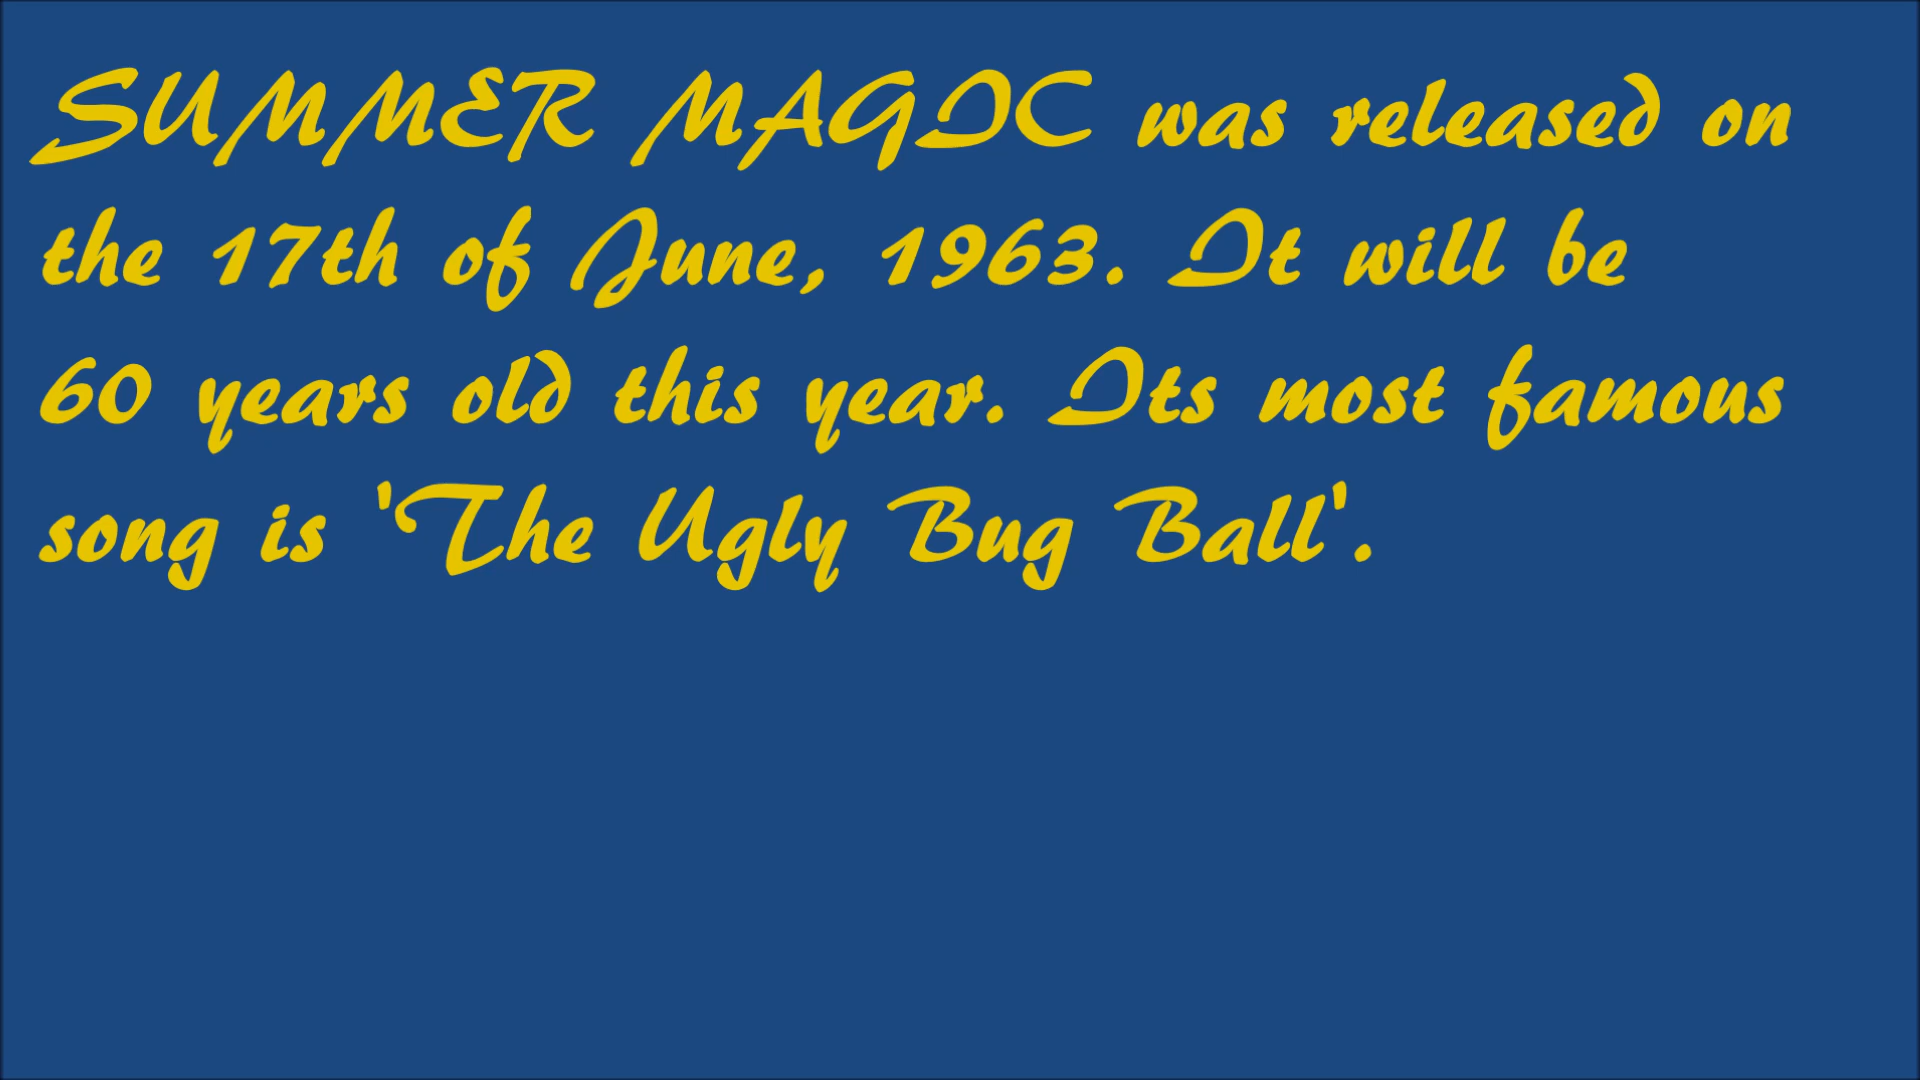 SUMMER MAGIC was released on
the 17th of June, 1963. It will be
60 years old this year. Its most famous
song is 'The Ugly Bug Ball'.